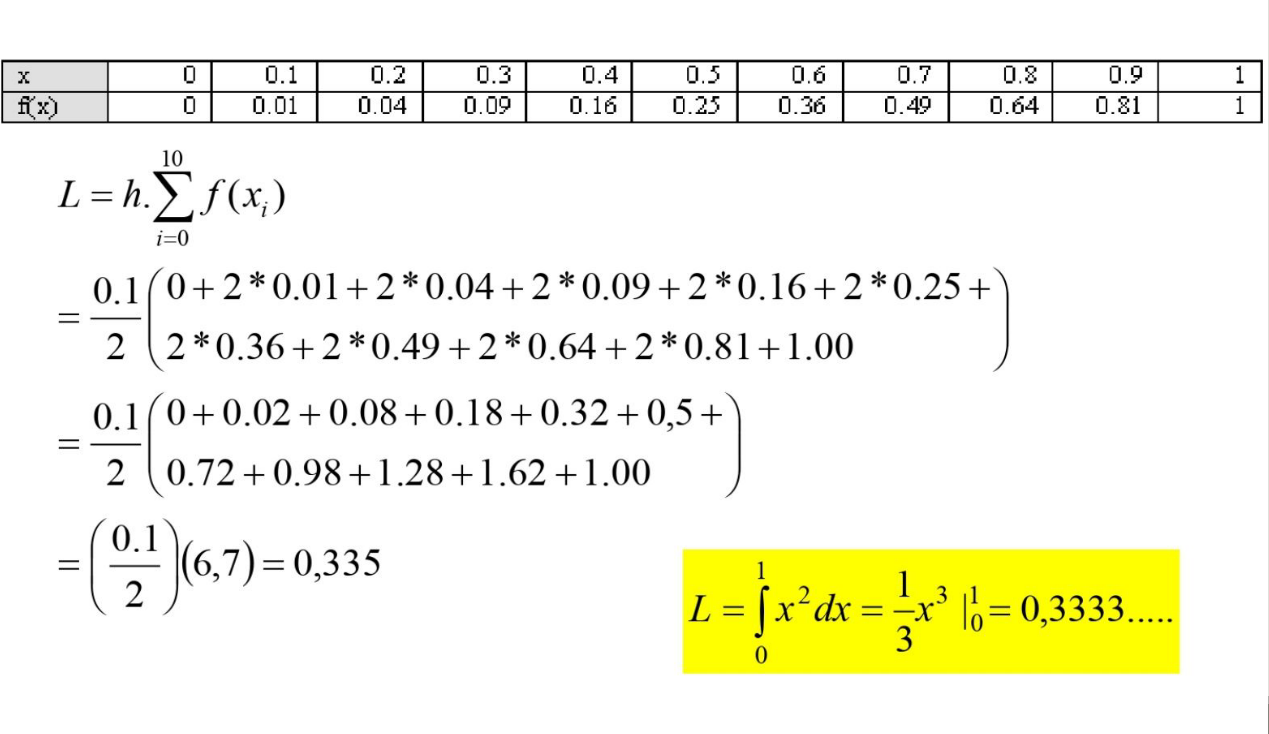 x 0 0.1 0.2 0.3 0.4 0.5 0.6 0.7 0.8 0.9 1
f(x) 0 0.01 0.04 0.09 0.16 0.25 0.36 0.49 0.64 0.81 1
L = h.∑_{i=0}^{10} f(x_i)
= 0.1/2 (0+2*0.01+2*0.04+2*0.09+2*0.16+2*0.25+
2*0.36+2*0.49+2*0.64+2*0.81+1.00)
= 0.1/2 (0+0.02+0.08+0.18+0.32+0,5+
0.72+0.98+1.28+1.62+1.00)
= (0.1/2)(6,7) = 0,335
L = ∫_0^1 x^2 dx = 1/3 x^3 |_0^1 = 0,3333.....